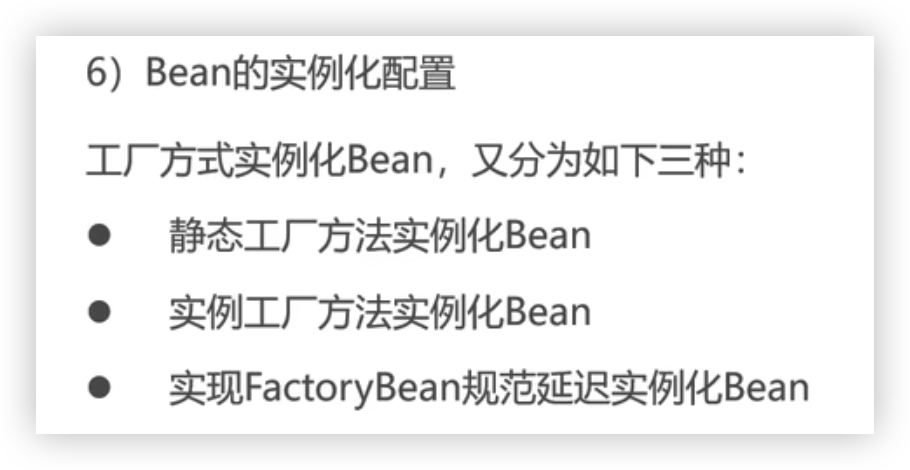 6）Bean的实例化配置
工厂方式实例化Bean，又分为如下三种：
● 静态工厂方法实例化Bean
● 实例工厂方法实例化Bean
● 实现FactoryBean规范延迟实例化Bean